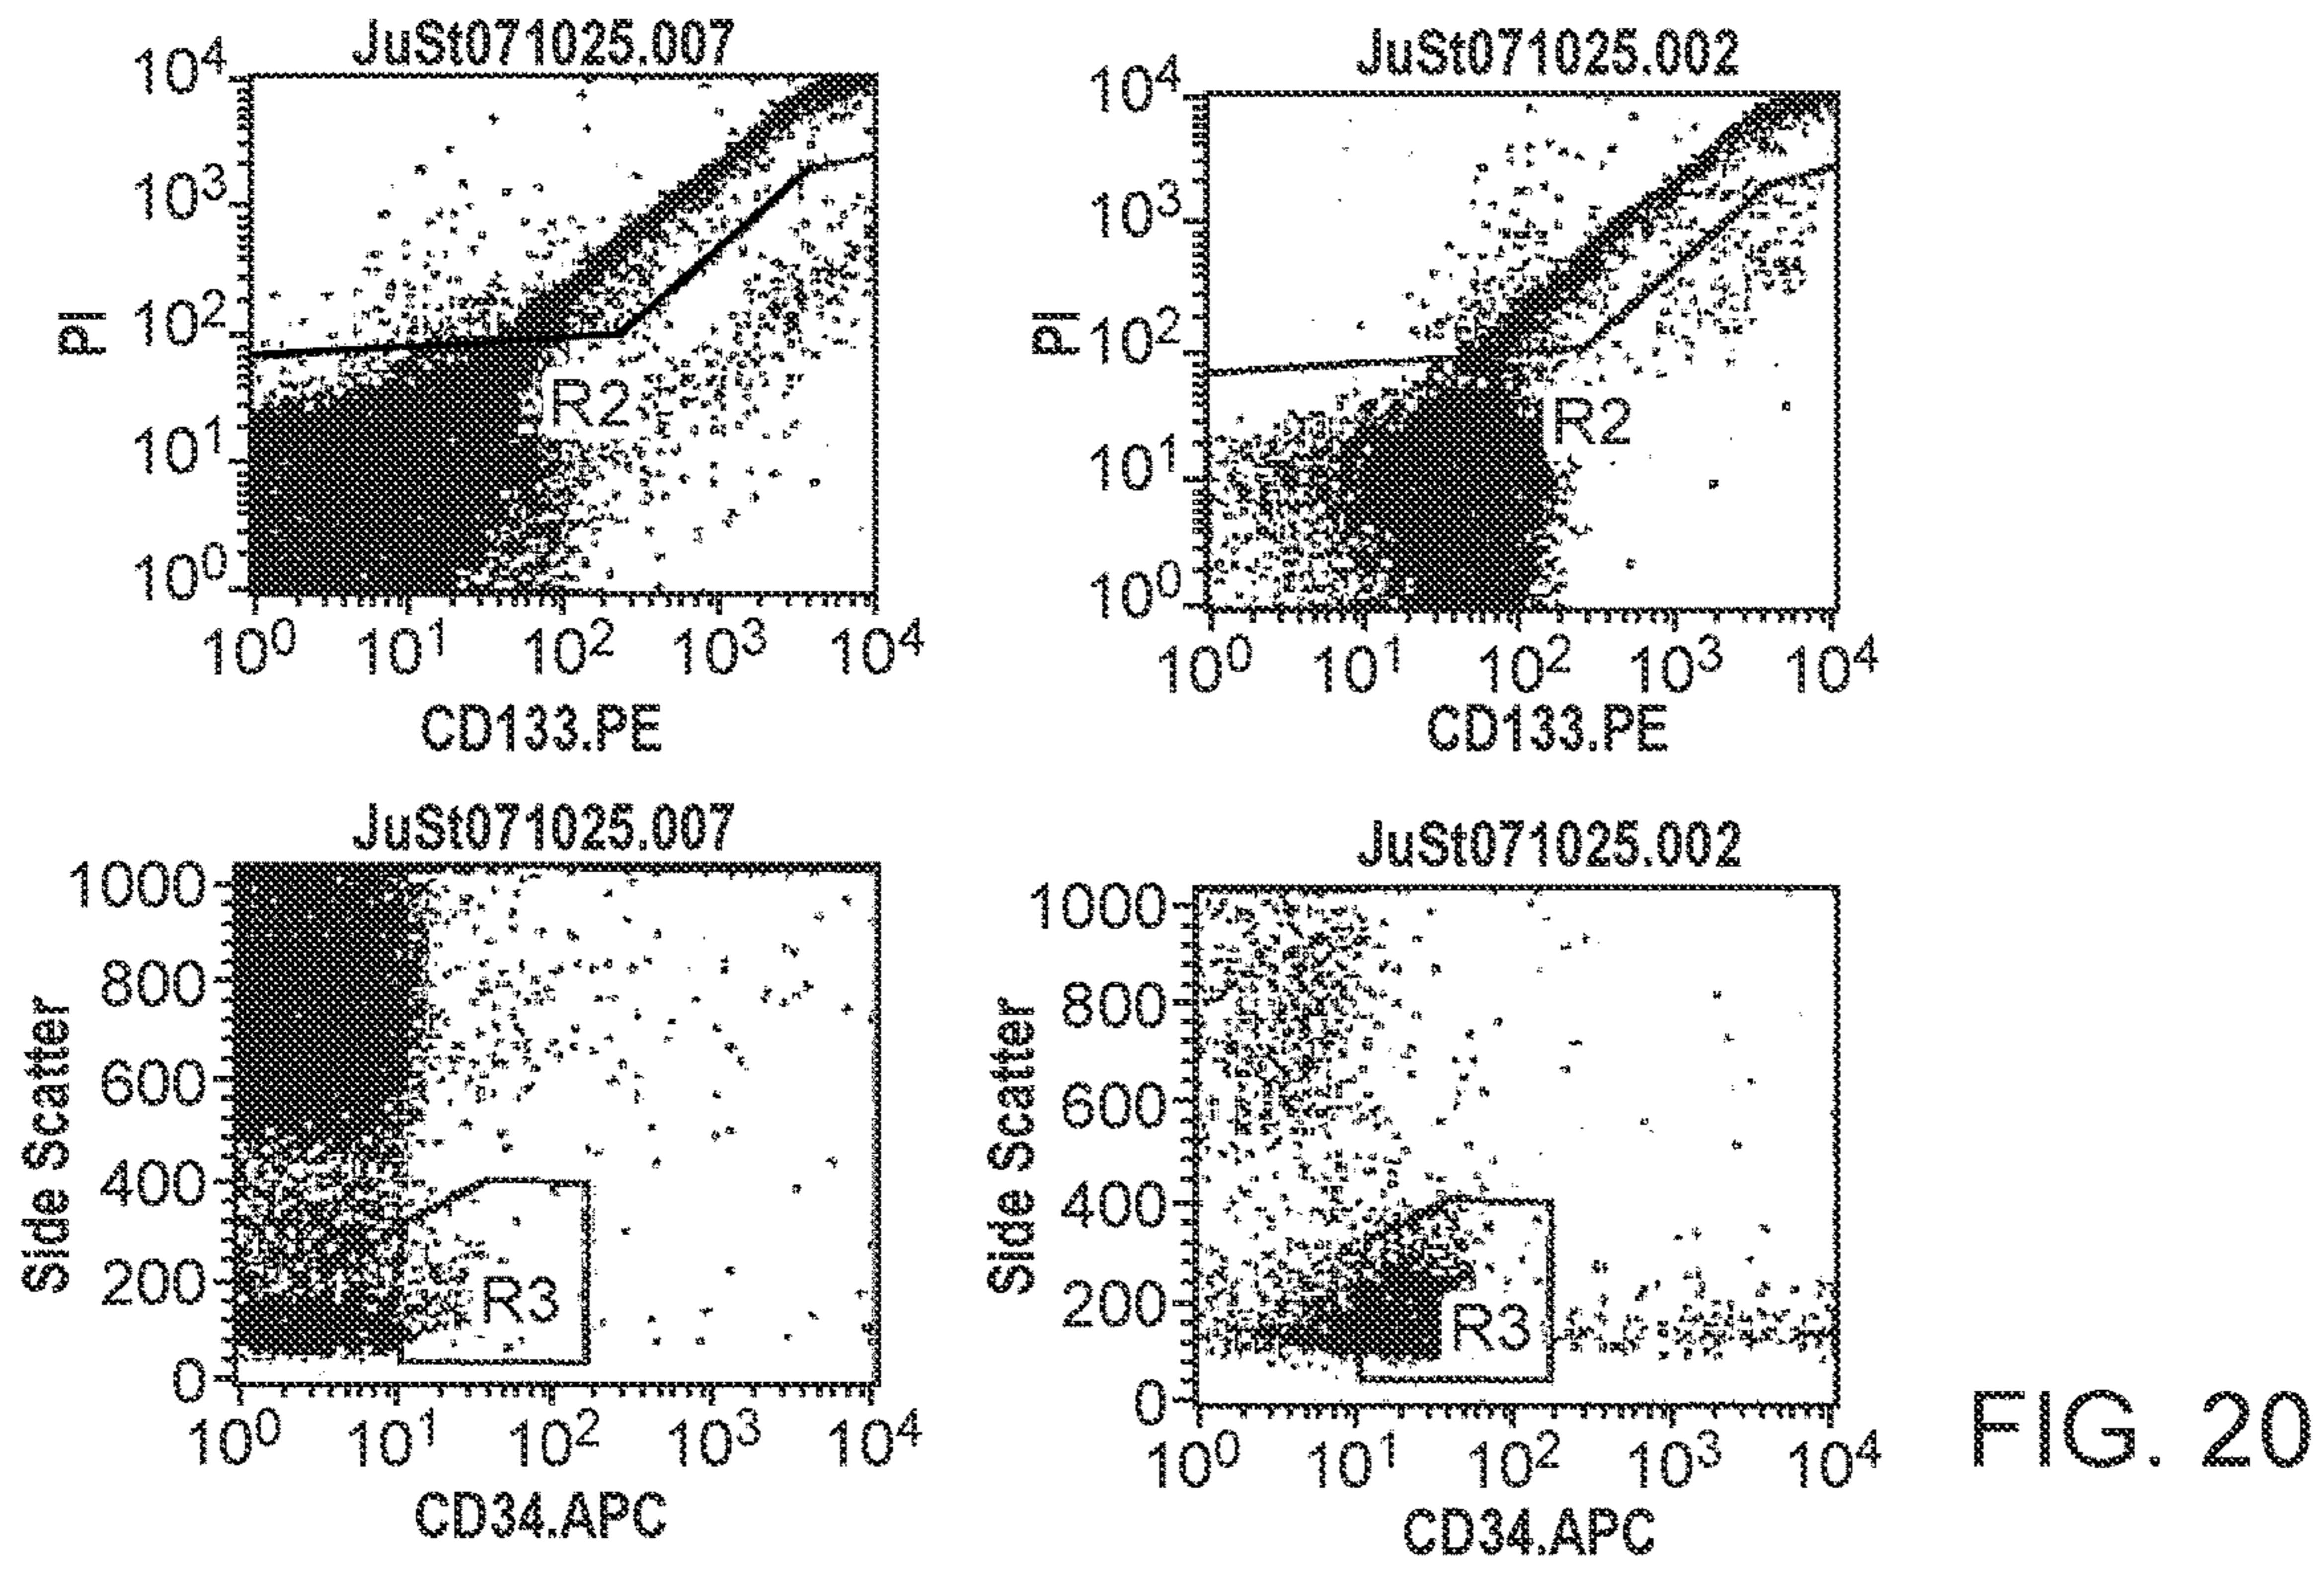 JuSt071025.007
10⁴
10³
10²
10¹
10⁰
PI
R2
10⁰ 10¹ 10² 10³ 10⁴
CD133.PE
JuSt071025.002
10⁴
10³
10²
10¹
10⁰
PI
R2
10⁰ 10¹ 10² 10³ 10⁴
CD133.PE
JuSt071025.007
1000
800
600
400
200
0
Side Scatter
R3
10⁰ 10¹ 10² 10³ 10⁴
CD34.APC
JuSt071025.002
1000
800
600
400
200
0
Side Scatter
R3
10⁰ 10¹ 10² 10³ 10⁴
CD34.APC
FIG. 20